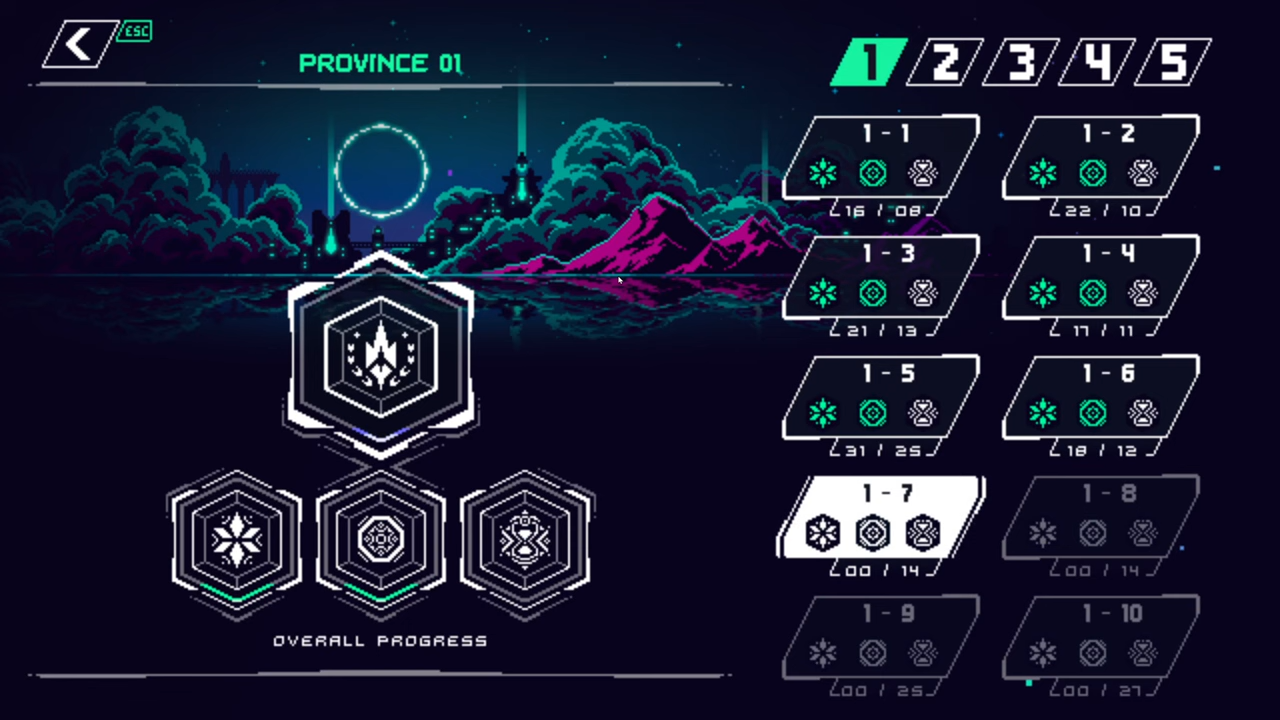 ESC
PROVINCE 01
1 2 3 4 5
1 - 1
16 / 08
1 - 2
22 / 10
1 - 3
21 / 13
1 - 4
17 / 11
1 - 5
31 / 25
1 - 6
18 / 12
1 - 7
00 / 14
1 - 8
00 / 14
1 - 9
00 / 25
1 - 10
00 / 27
OVERALL PROGRESS